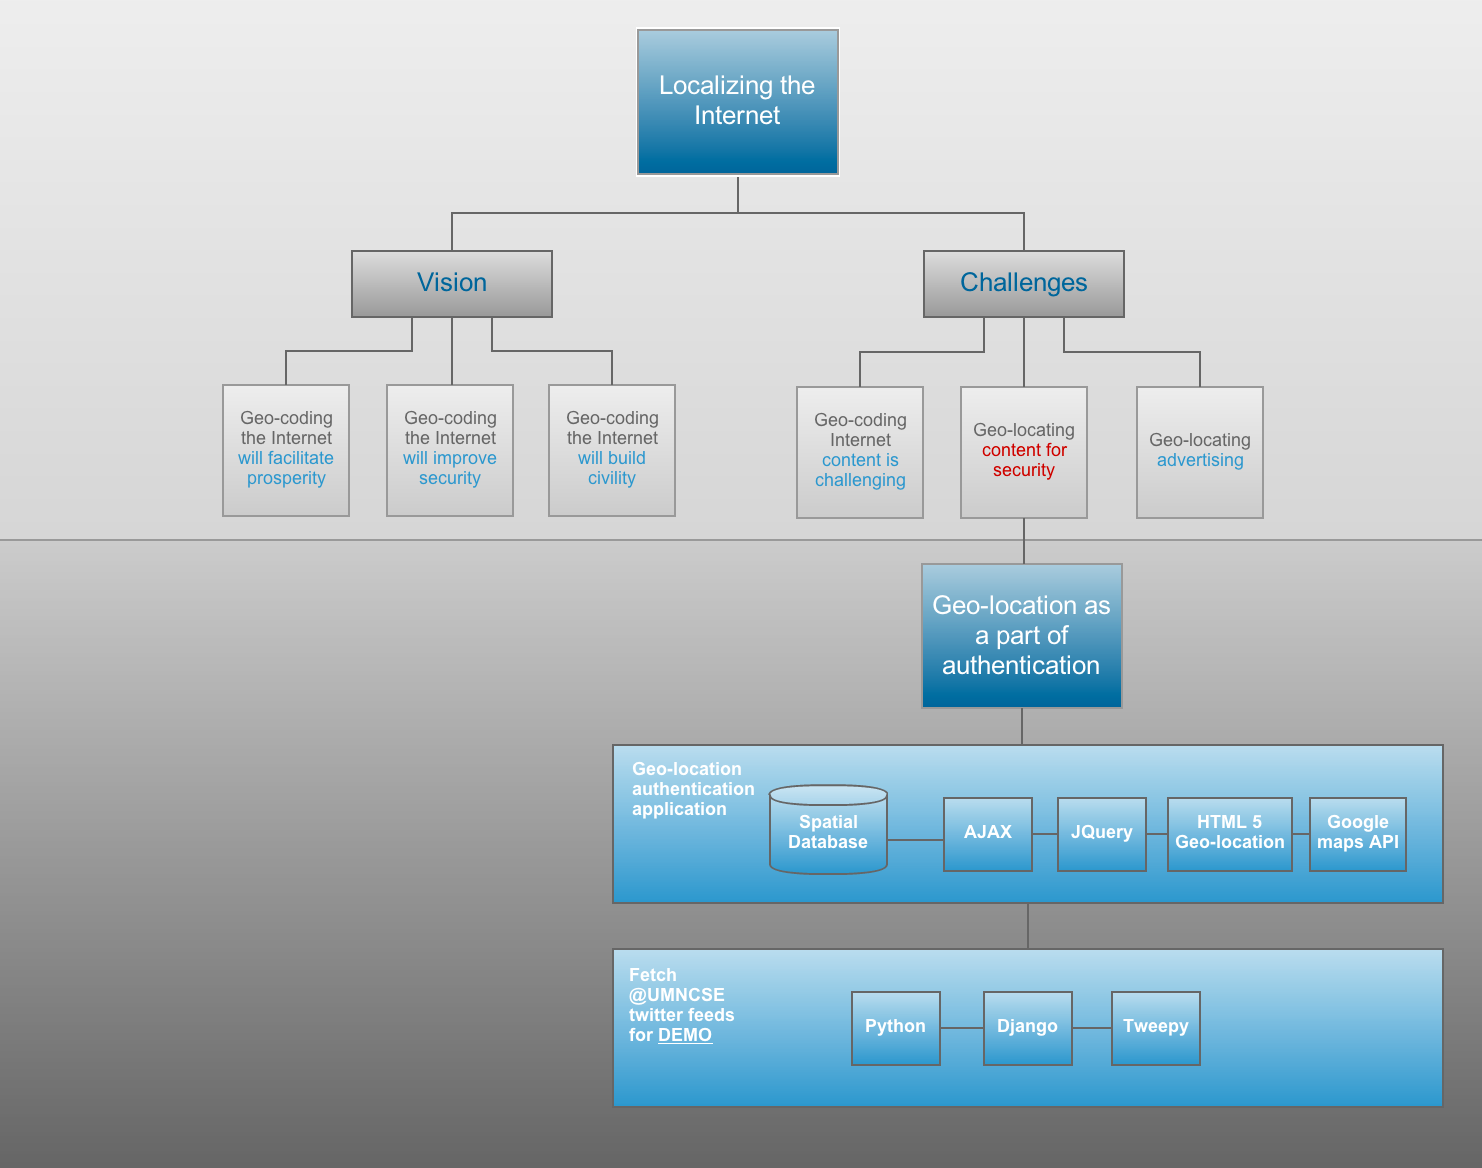 Localizing the
Internet
Vision
Challenges
Geo-coding
the Internet
will facilitate
prosperity
Geo-coding
the Internet
will improve
security
Geo-coding
the Internet
will build
civility
Geo-coding
Internet
content is
challenging
Geo-locating
content for
security
Geo-locating
advertising
Geo-location as
a part of
authentication
Geo-location
authentication
application
Spatial
Database
AJAX
JQuery
HTML 5
Geo-location
Google
maps API
Fetch
@UMNCSE
twitter feeds
for DEMO
Python
Django
Tweepy